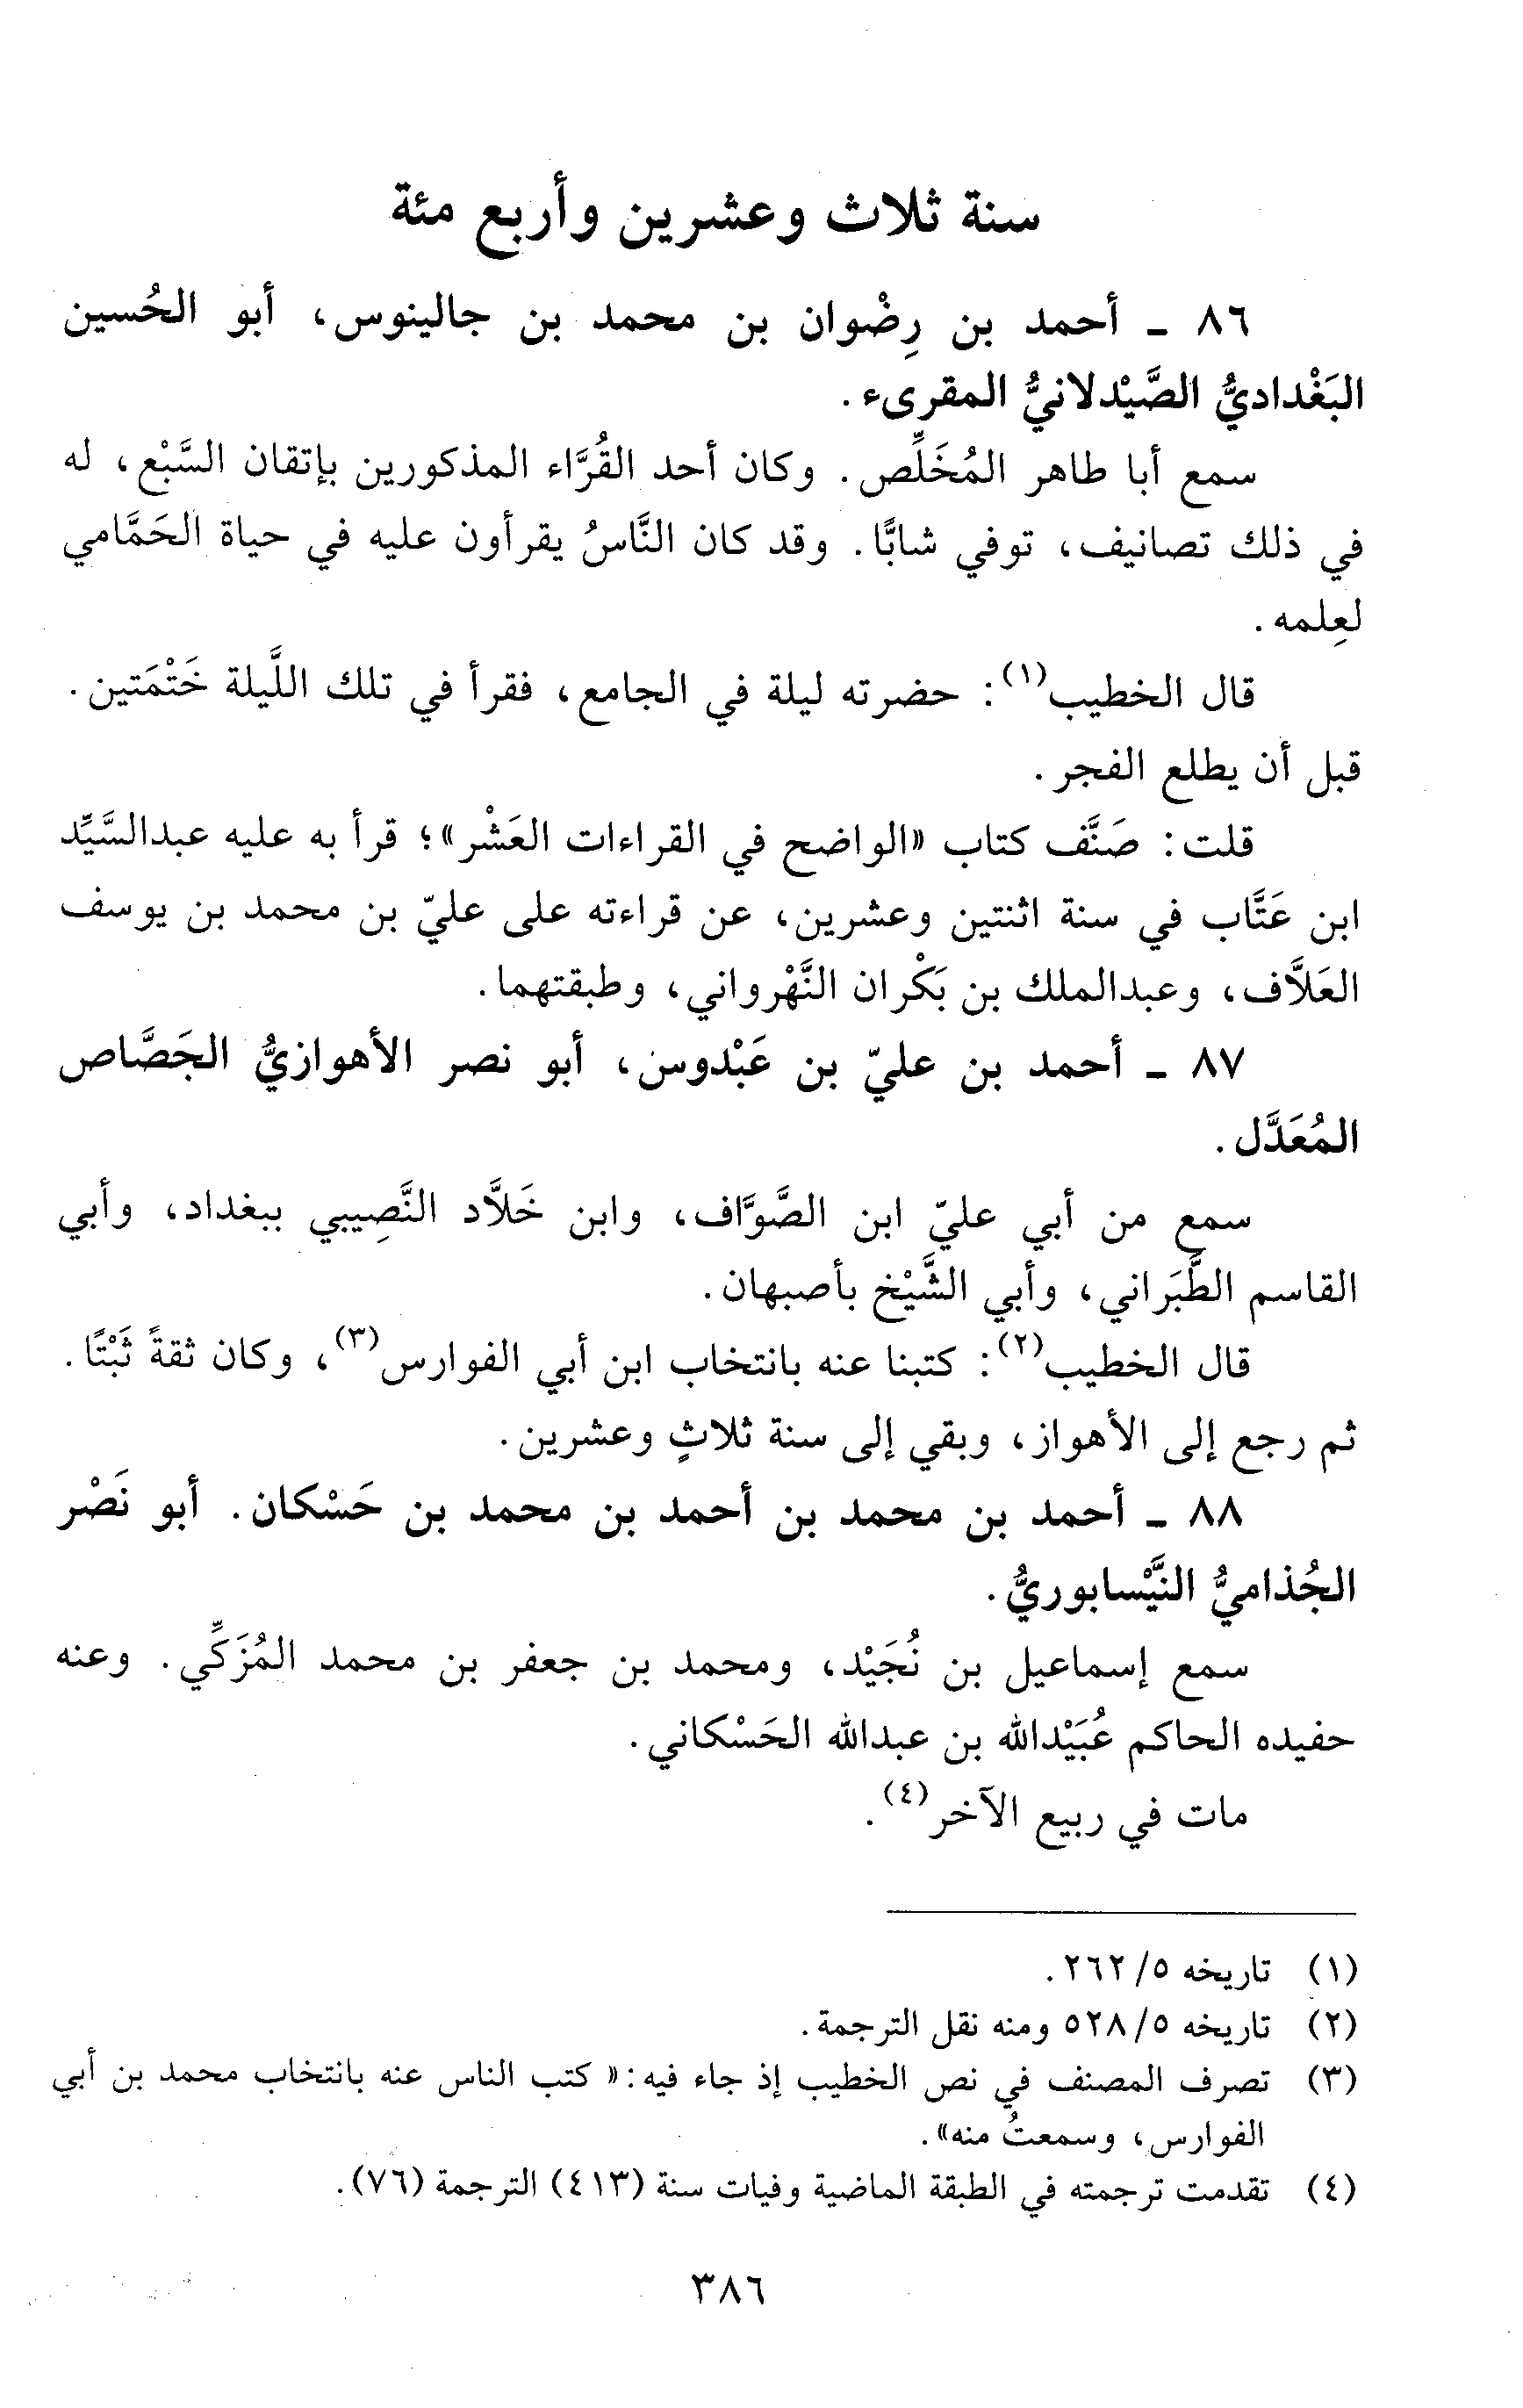 سنة ثلاث وعشرين وأربع مئة
٨٦ ـ أحمد بن رِضْوان بن محمد بن جالينوس، أبو الحُسين
البَغْداديُّ الصَّيْدلانيُّ المقرىء.
سمع أبا طاهر المُخَلِّص. وكان أحد القُرَّاء المذكورين بإتقان السَّبْع، له
في ذلك تصانيف، توفي شابًّا. وقد كان النَّاسُ يقرأون عليه في حياة الحَمَّامي
لعِلمه.
قال الخطيب(١): حضرته ليلة في الجامع، فقرأ في تلك اللَّيلة خَتْمَتين.
قبل أن يطلع الفجر.
قلت: صَنَّف كتاب «الواضح في القراءات العَشْر»؛ قرأ به عليه عبدالسَّيِّد
ابن عَتَّاب في سنة اثنتين وعشرين، عن قراءته على عليّ بن محمد بن يوسف
العَلاَّف، وعبدالملك بن بَكْران النَّهْرواني، وطبقتهما.
٨٧ ـ أحمد بن عليّ بن عَبْدوس، أبو نصر الأهوازيُّ الجَصَّاص
المُعَدَّل.
سمع من أبي عليّ ابن الصَّوَّاف، وابن خَلاَّد النَّصِيبي ببغداد، وأبي
القاسم الطَّبَراني، وأبي الشَّيْخ بأصبهان.
قال الخطيب(٢): كتبنا عنه بانتخاب ابن أبي الفوارس(٣)، وكان ثقةً ثَبْتًا.
ثم رجع إلى الأهواز، وبقي إلى سنة ثلاثٍ وعشرين.
٨٨ ـ أحمد بن محمد بن أحمد بن محمد بن حَسْكان. أبو نَصْر
الجُذاميُّ النَّيْسابوريُّ.
سمع إسماعيل بن نُجَيْد، ومحمد بن جعفر بن محمد المُزَكِّي. وعنه
حفيده الحاكم عُبَيْدالله بن عبدالله الحَسْكاني.
مات في ربيع الآخر(٤).
(١) تاريخه ٥/ ٢٦٢.
(٢) تاريخه ٥/ ٥٢٨ ومنه نقل الترجمة.
(٣) تصرف المصنف في نص الخطيب إذ جاء فيه: «كتب الناس عنه بانتخاب محمد بن أبي
الفوارس، وسمعتُ منه».
(٤) تقدمت ترجمته في الطبقة الماضية وفيات سنة (٤١٣) الترجمة (٧٦).
٣٨٦